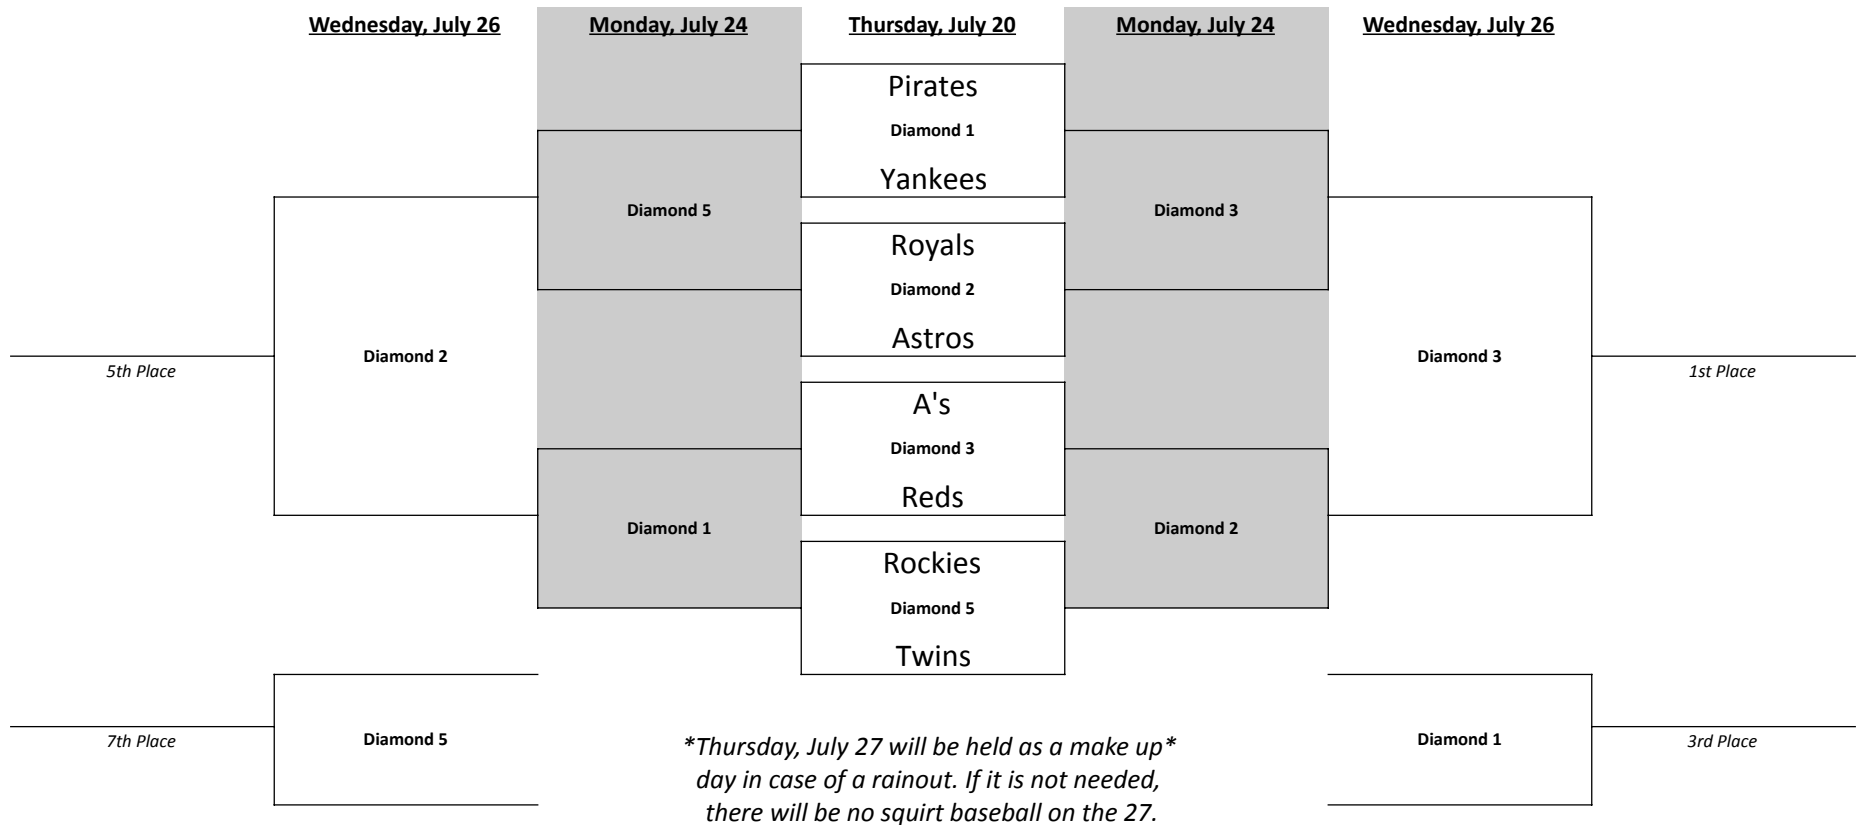 Wednesday, July 26
Monday, July 24
Thursday, July 20
Monday, July 24
Wednesday, July 26
Pirates
Diamond 1
Yankees
Diamond 5
Diamond 3
Royals
Diamond 2
Astros
Diamond 2
Diamond 3
5th Place
1st Place
A's
Diamond 3
Reds
Diamond 1
Diamond 2
Rockies
Diamond 5
Twins
Diamond 5
Diamond 1
7th Place
3rd Place
*Thursday, July 27 will be held as a make up*
day in case of a rainout. If it is not needed,
there will be no squirt baseball on the 27.